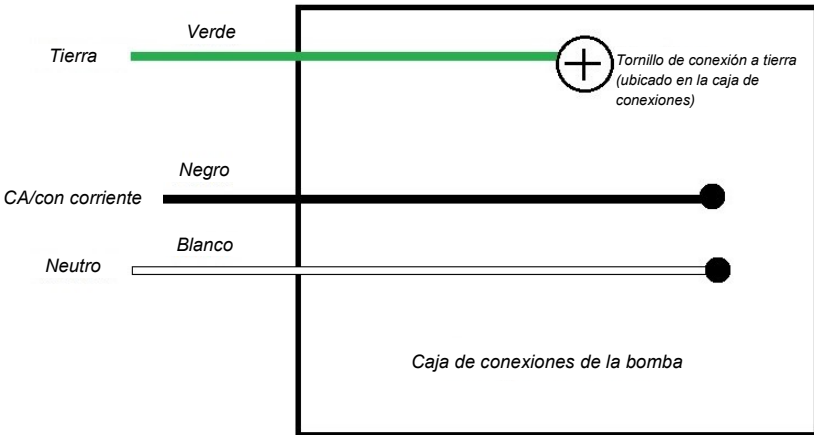 Verde
Tierra
Tornillo de conexión a tierra
(ubicado en la caja de
conexiones)
Negro
CA/con corriente
Blanco
Neutro
Caja de conexiones de la bomba